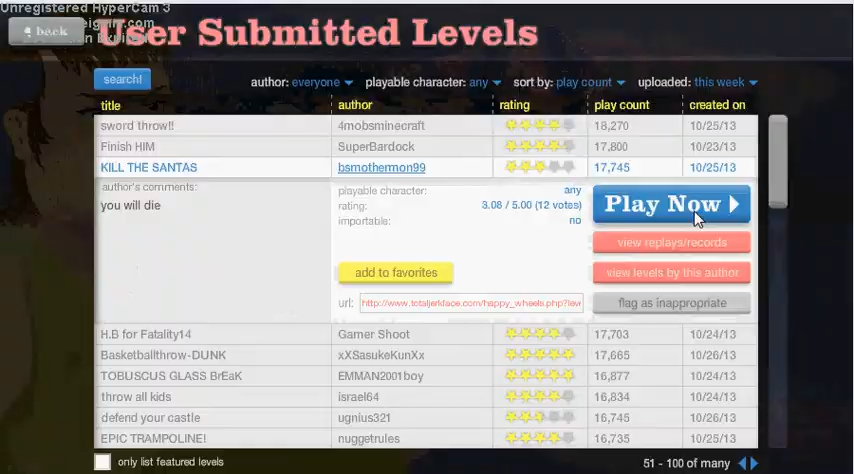 Unregistered HyperCam 3
back
User Submitted Levels
search!
author: everyone playable character: any sort by: play count uploaded: this week
title author rating play count created on
sword throw!! 4mobsminecraft 18,270 10/25/13
Finish HIM SuperBardock 17,800 10/23/13
KILL THE SANTAS bsmothermon99 17,745 10/25/13
author's comments: playable character: any
you will die rating: 3.08 / 5.00 (12 votes)
importable: no
Play Now
view replays/records
add to favorites view levels by this author
url: http://www.totaljerkface.com/happy_wheels.php?lev
flag as inappropriate
H.B for Fatality14 Gamer Shoot 17,703 10/24/13
Basketballthrow-DUNK xXSasukeKunXx 17,665 10/26/13
TOBUSCUS GLASS BrEaK EMMAN2001boy 16,877 10/24/13
throw all kids israel64 16,834 10/24/13
defend your castle ugnius321 16,745 10/26/13
EPIC TRAMPOLINE! nuggetrules 16,735 10/25/13
only list featured levels 51 - 100 of many